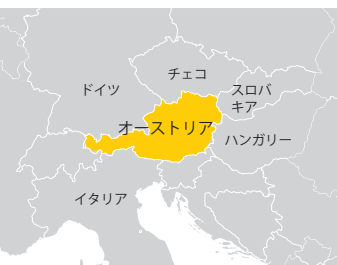 チェコ
ドイツ
スロバ
キア
オーストリア
ハンガリー
イタリア